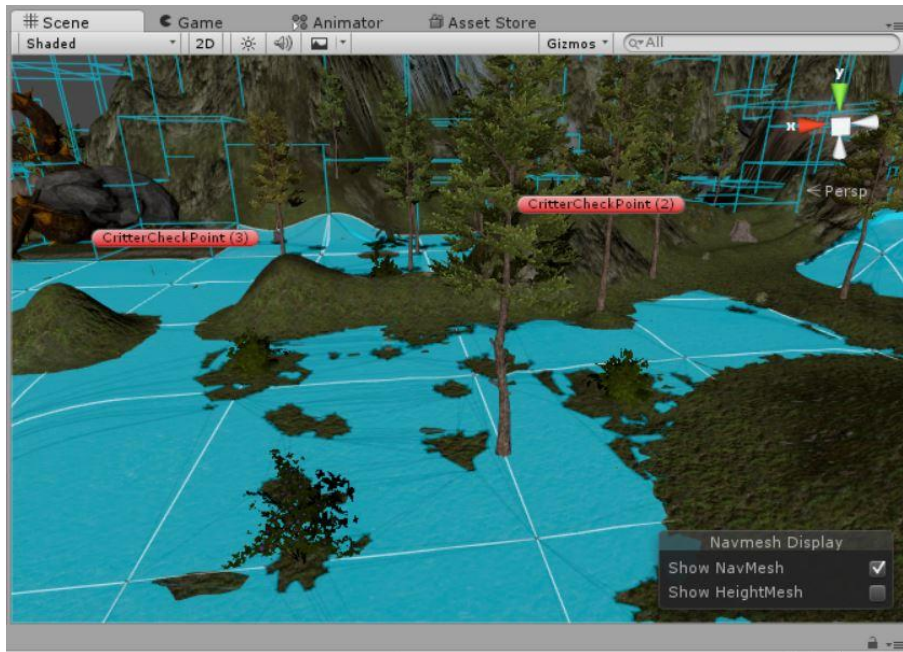 Scene Game Animator Asset Store
Shaded 2D Gizmos All
y
x
Persp
CritterCheckPoint (2)
CritterCheckPoint (3)
Navmesh Display
Show NavMesh
Show HeightMesh